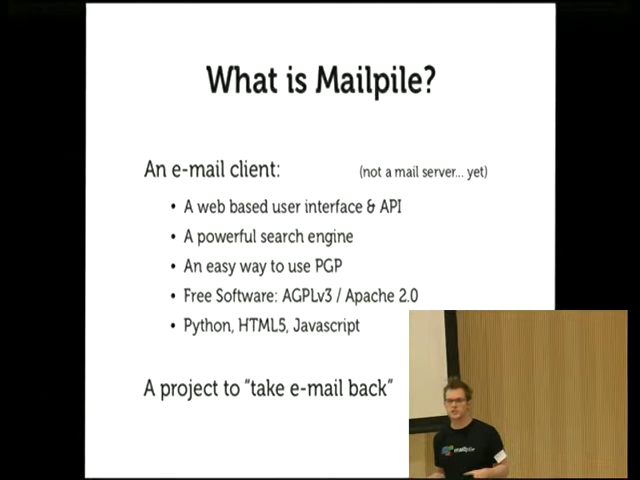 What is Mailpile?
An e-mail client: (not a mail server... yet)
• A web based user interface & API
• A powerful search engine
• An easy way to use PGP
• Free Software: AGPLv3 / Apache 2.0
• Python, HTML5, Javascript
A project to “take e-mail back”
mailpile